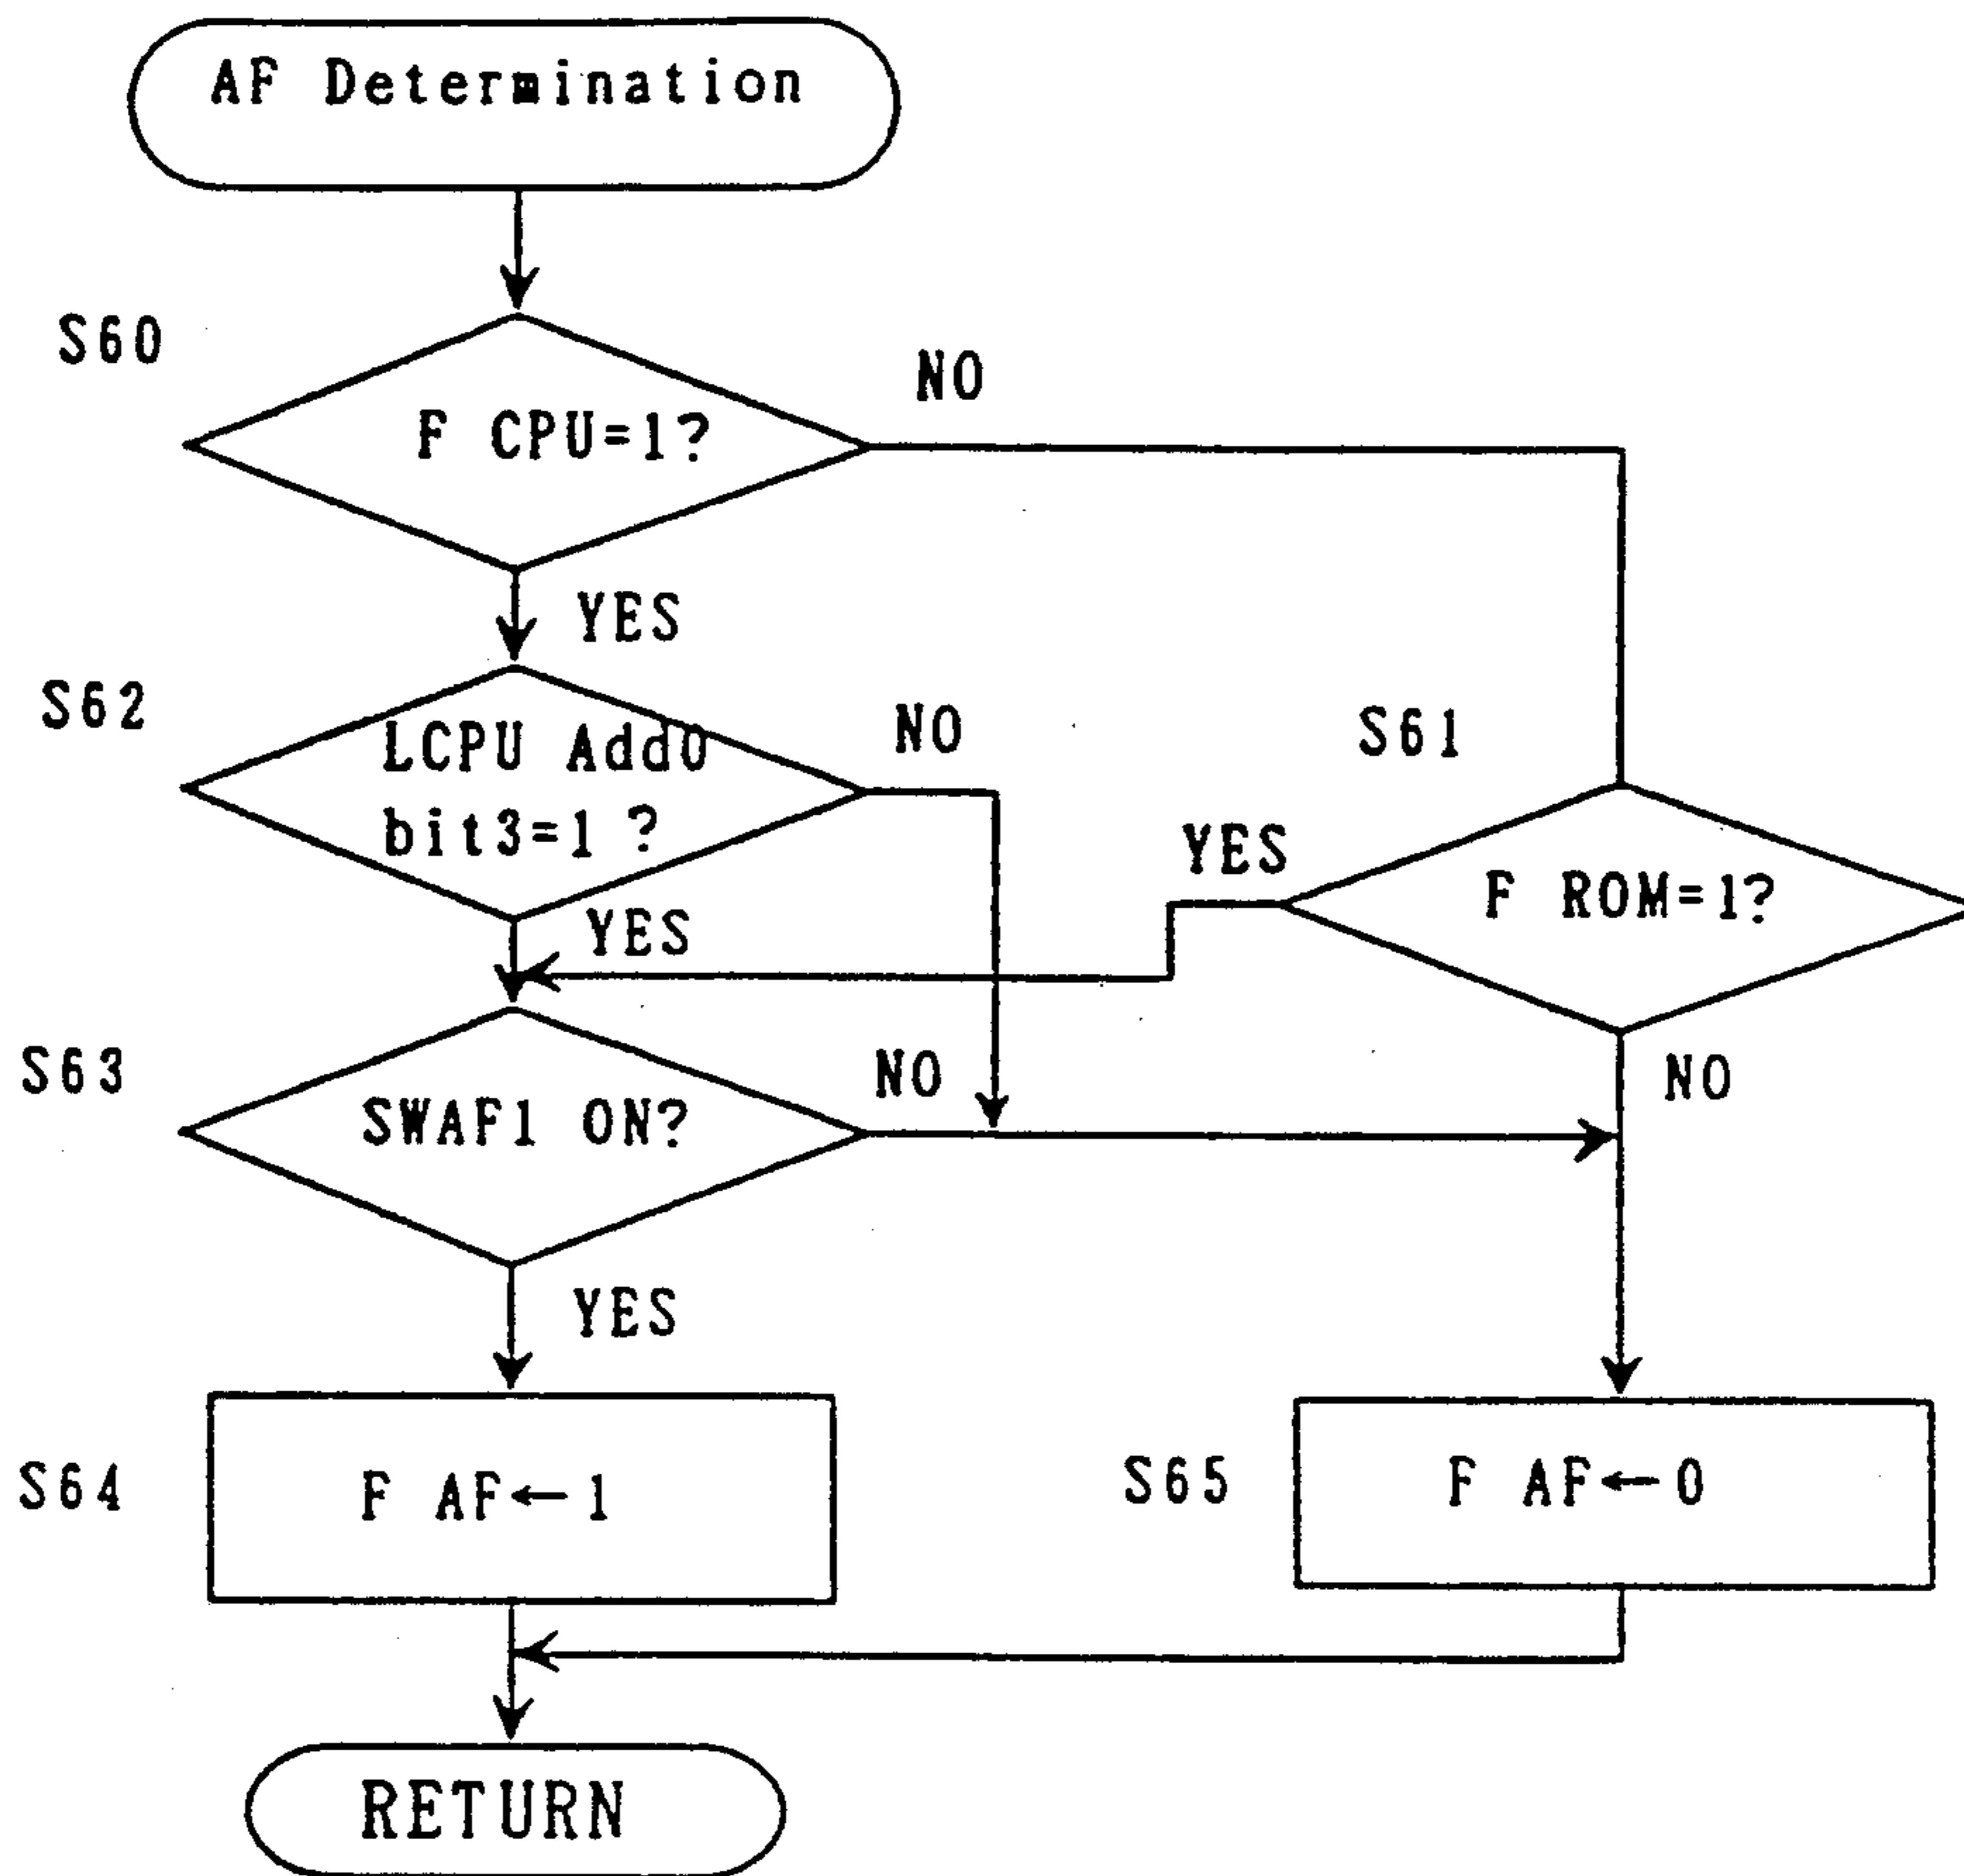 AF Determination
S60
F CPU=1?
NO
YES
S62
LCPU Add0
bit3=1 ?
NO
YES
S61
F ROM=1?
YES
NO
S63
SWAF1 ON?
NO
YES
S64
F AF←1
S65
F AF←0
RETURN